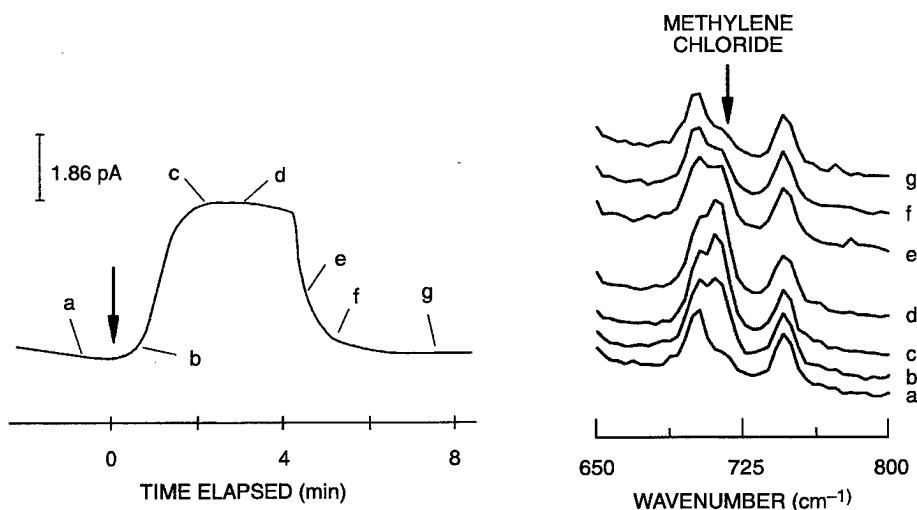 1.86 pA
a
b
c
d
e
f
g
0
4
8
TIME ELAPSED (min)
METHYLENE
CHLORIDE
g
f
e
d
c
b
a
650
725
800
WAVENUMBER (cm⁻¹)